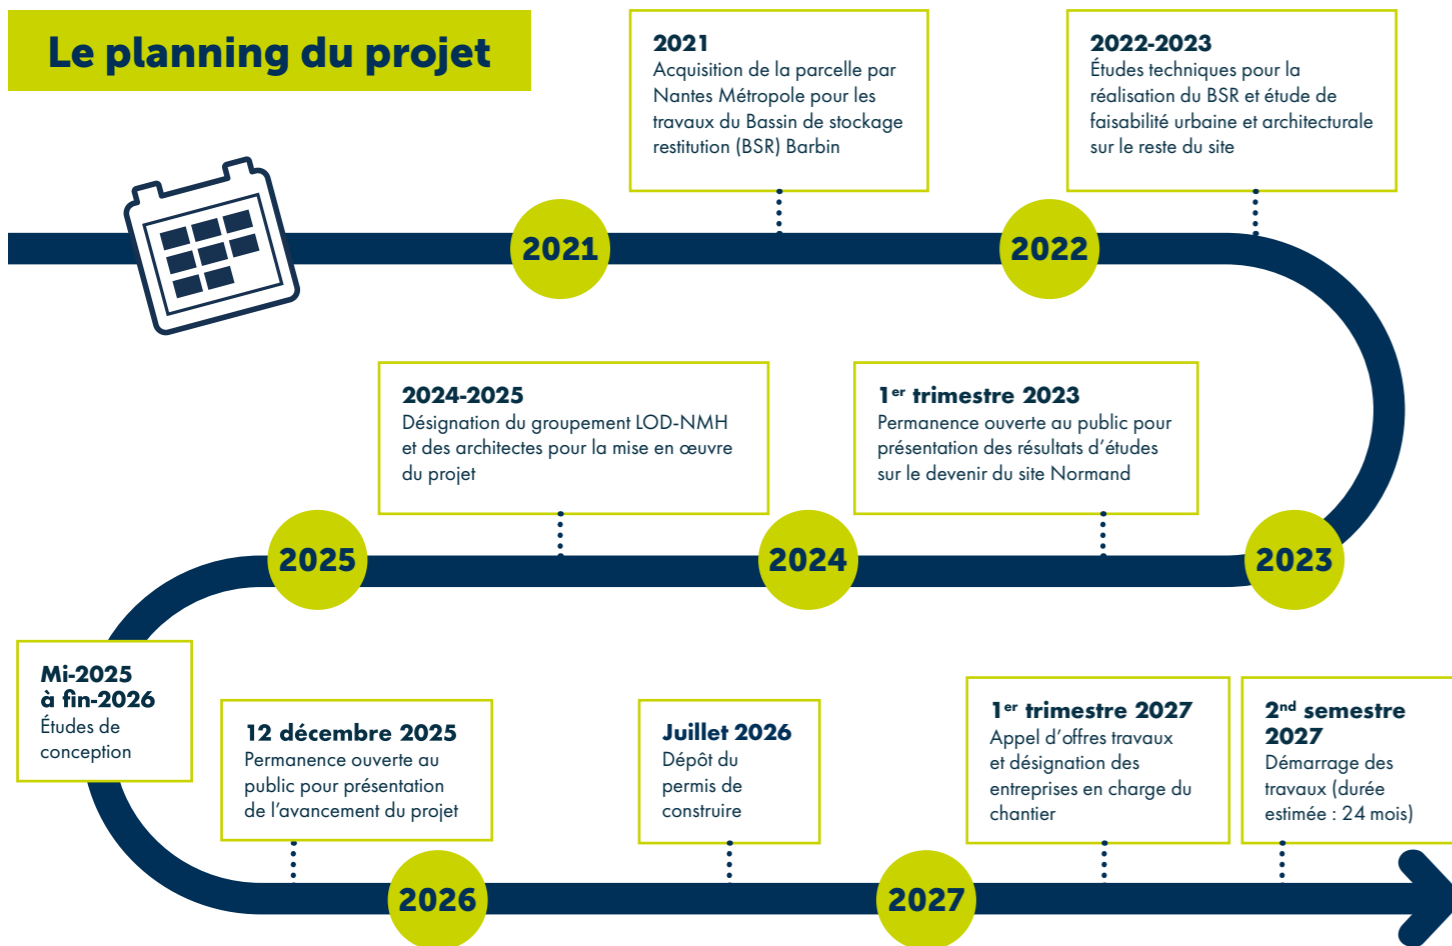 Le planning du projet
2021
Acquisition de la parcelle par
Nantes Métropole pour les
travaux du Bassin de stockage
restitution (BSR) Barbin
2022-2023
Études techniques pour la
réalisation du BSR et étude de
faisabilité urbaine et architecturale
sur le reste du site
2021
2022
2024-2025
Désignation du groupement LOD-NMH
et des architectes pour la mise en œuvre
du projet
1er trimestre 2023
Permanence ouverte au public pour
présentation des résultats d’études
sur le devenir du site Normand
2025
2024
2023
Mi-2025
à fin-2026
Études de
conception
12 décembre 2025
Permanence ouverte au
public pour présentation
de l’avancement du projet
Juillet 2026
Dépôt du
permis de
construire
1er trimestre 2027
Appel d’offres travaux
et désignation des
entreprises en charge du
chantier
2nd semestre
2027
Démarrage des
travaux (durée
estimée : 24 mois)
2026
2027